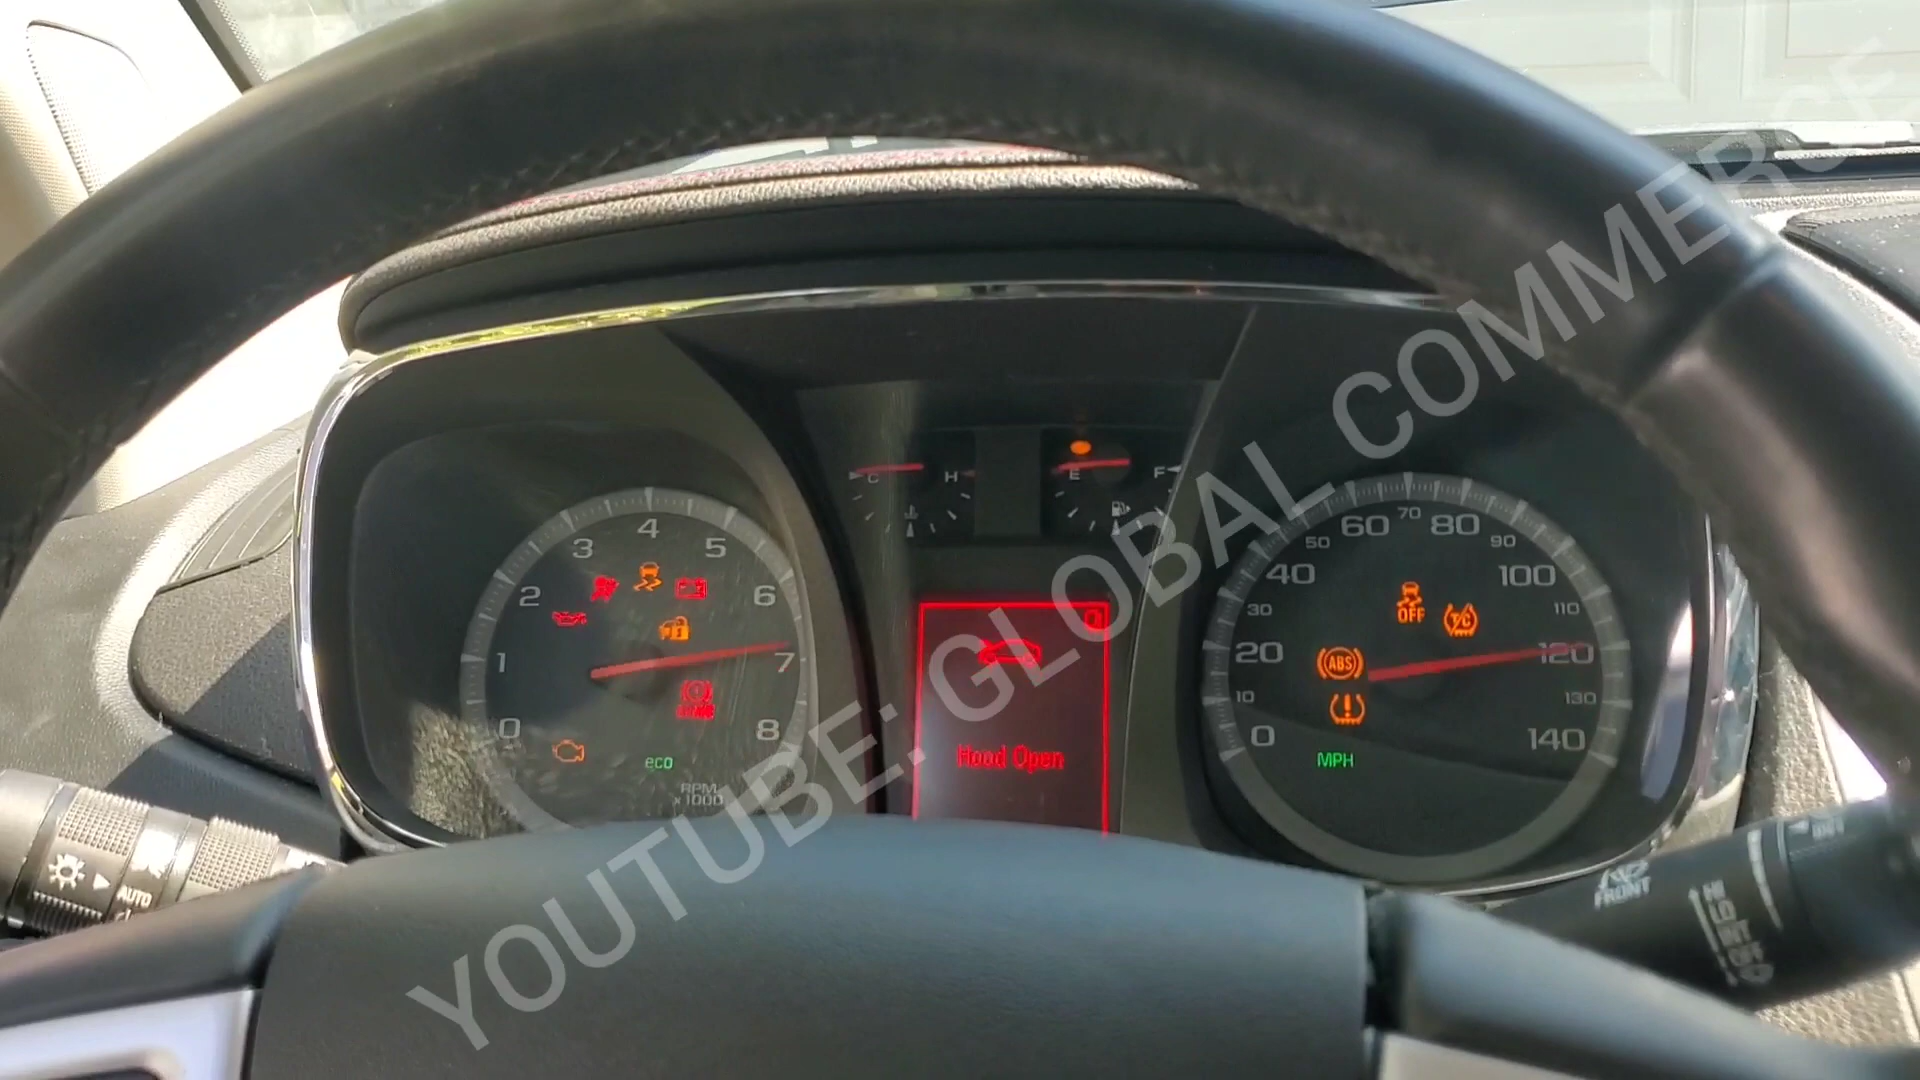 YOUTUBE: GLOBAL COMMERCE
C H E F
0 1 2 3 4 5 6 7 8
eco
RPM
x1000
Hood Open
0 10 20 30 40 50 60 70 80 90 100 110 120 130 140
OFF
T/C
ABS
MPH
AUTO
FRONT